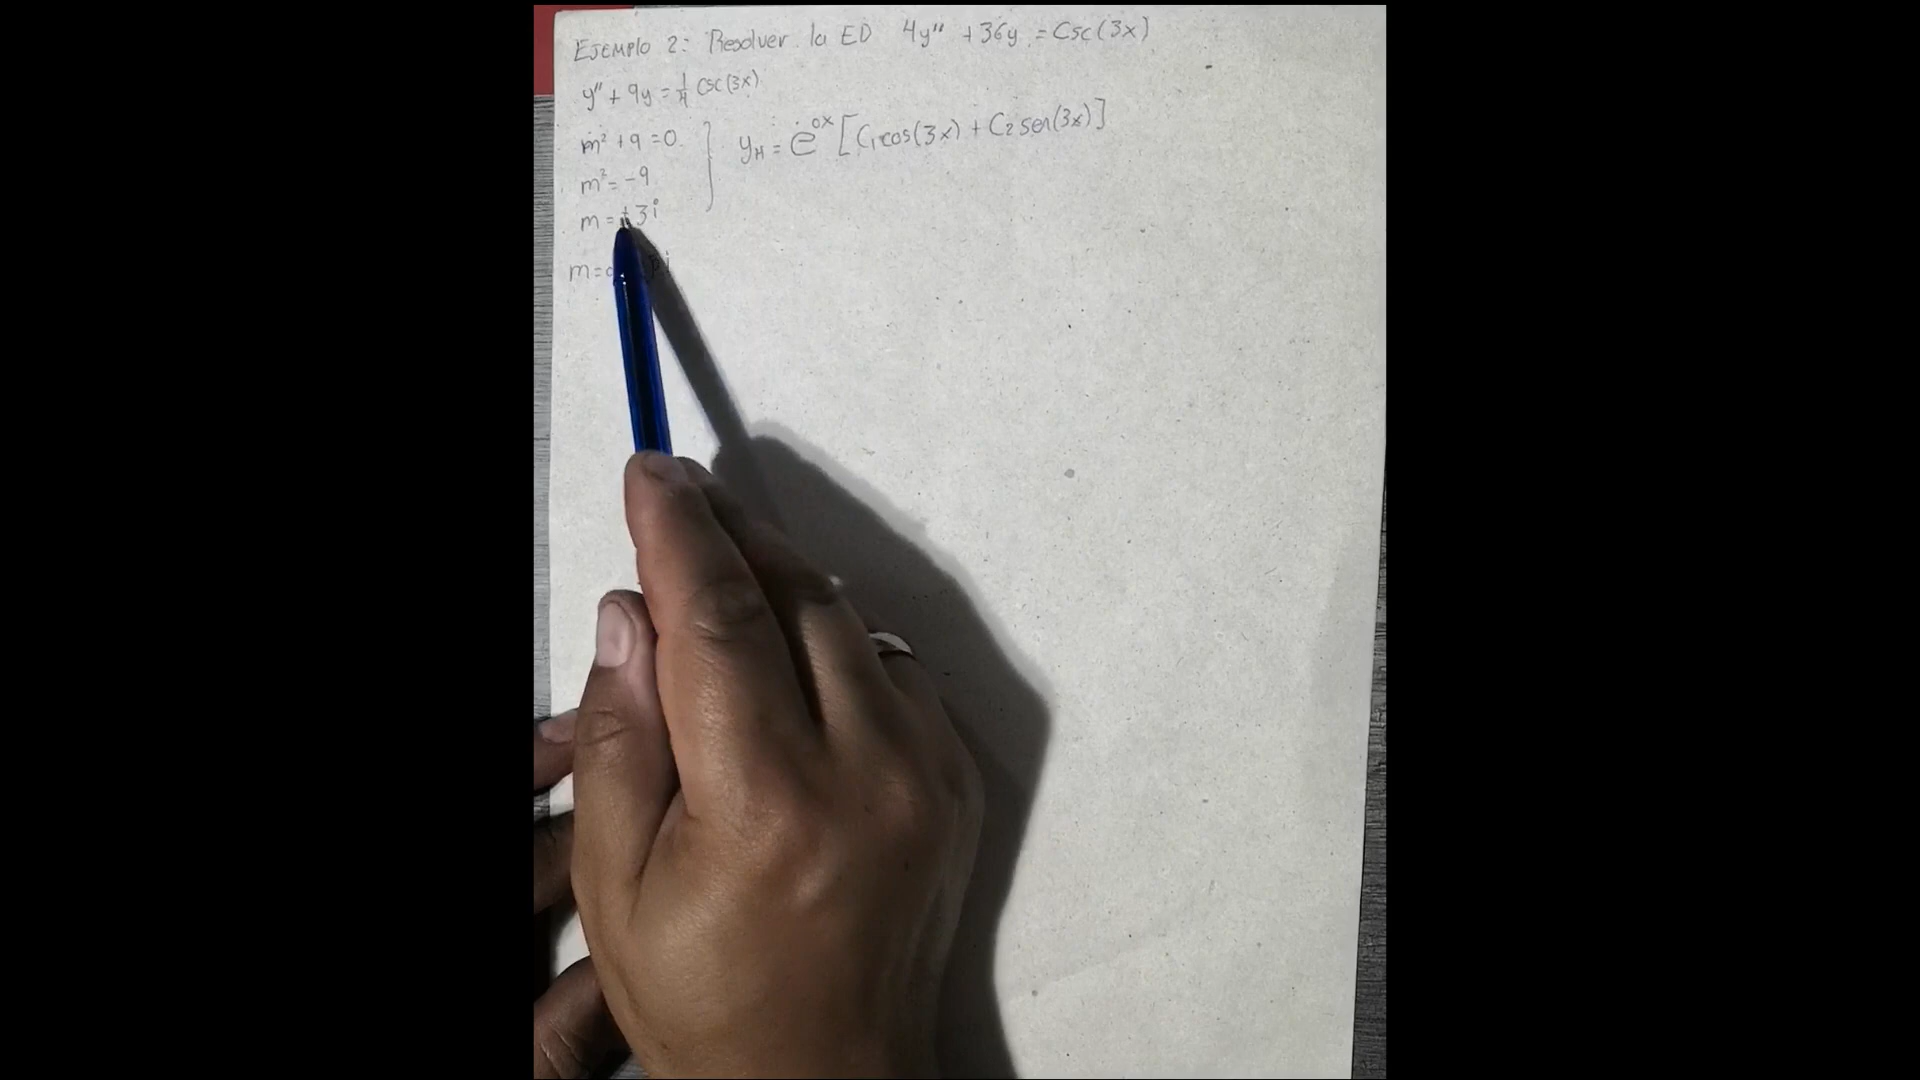 EJEMPLO 2: Resolver la ED 4y'' + 36y = Csc(3x)
y'' + 9y = 1/4 Csc(3x)
m² + 9 = 0
m² = -9
m = ±3i
y_H = e^0x [C₁cos(3x) + C₂sen(3x)]
m =